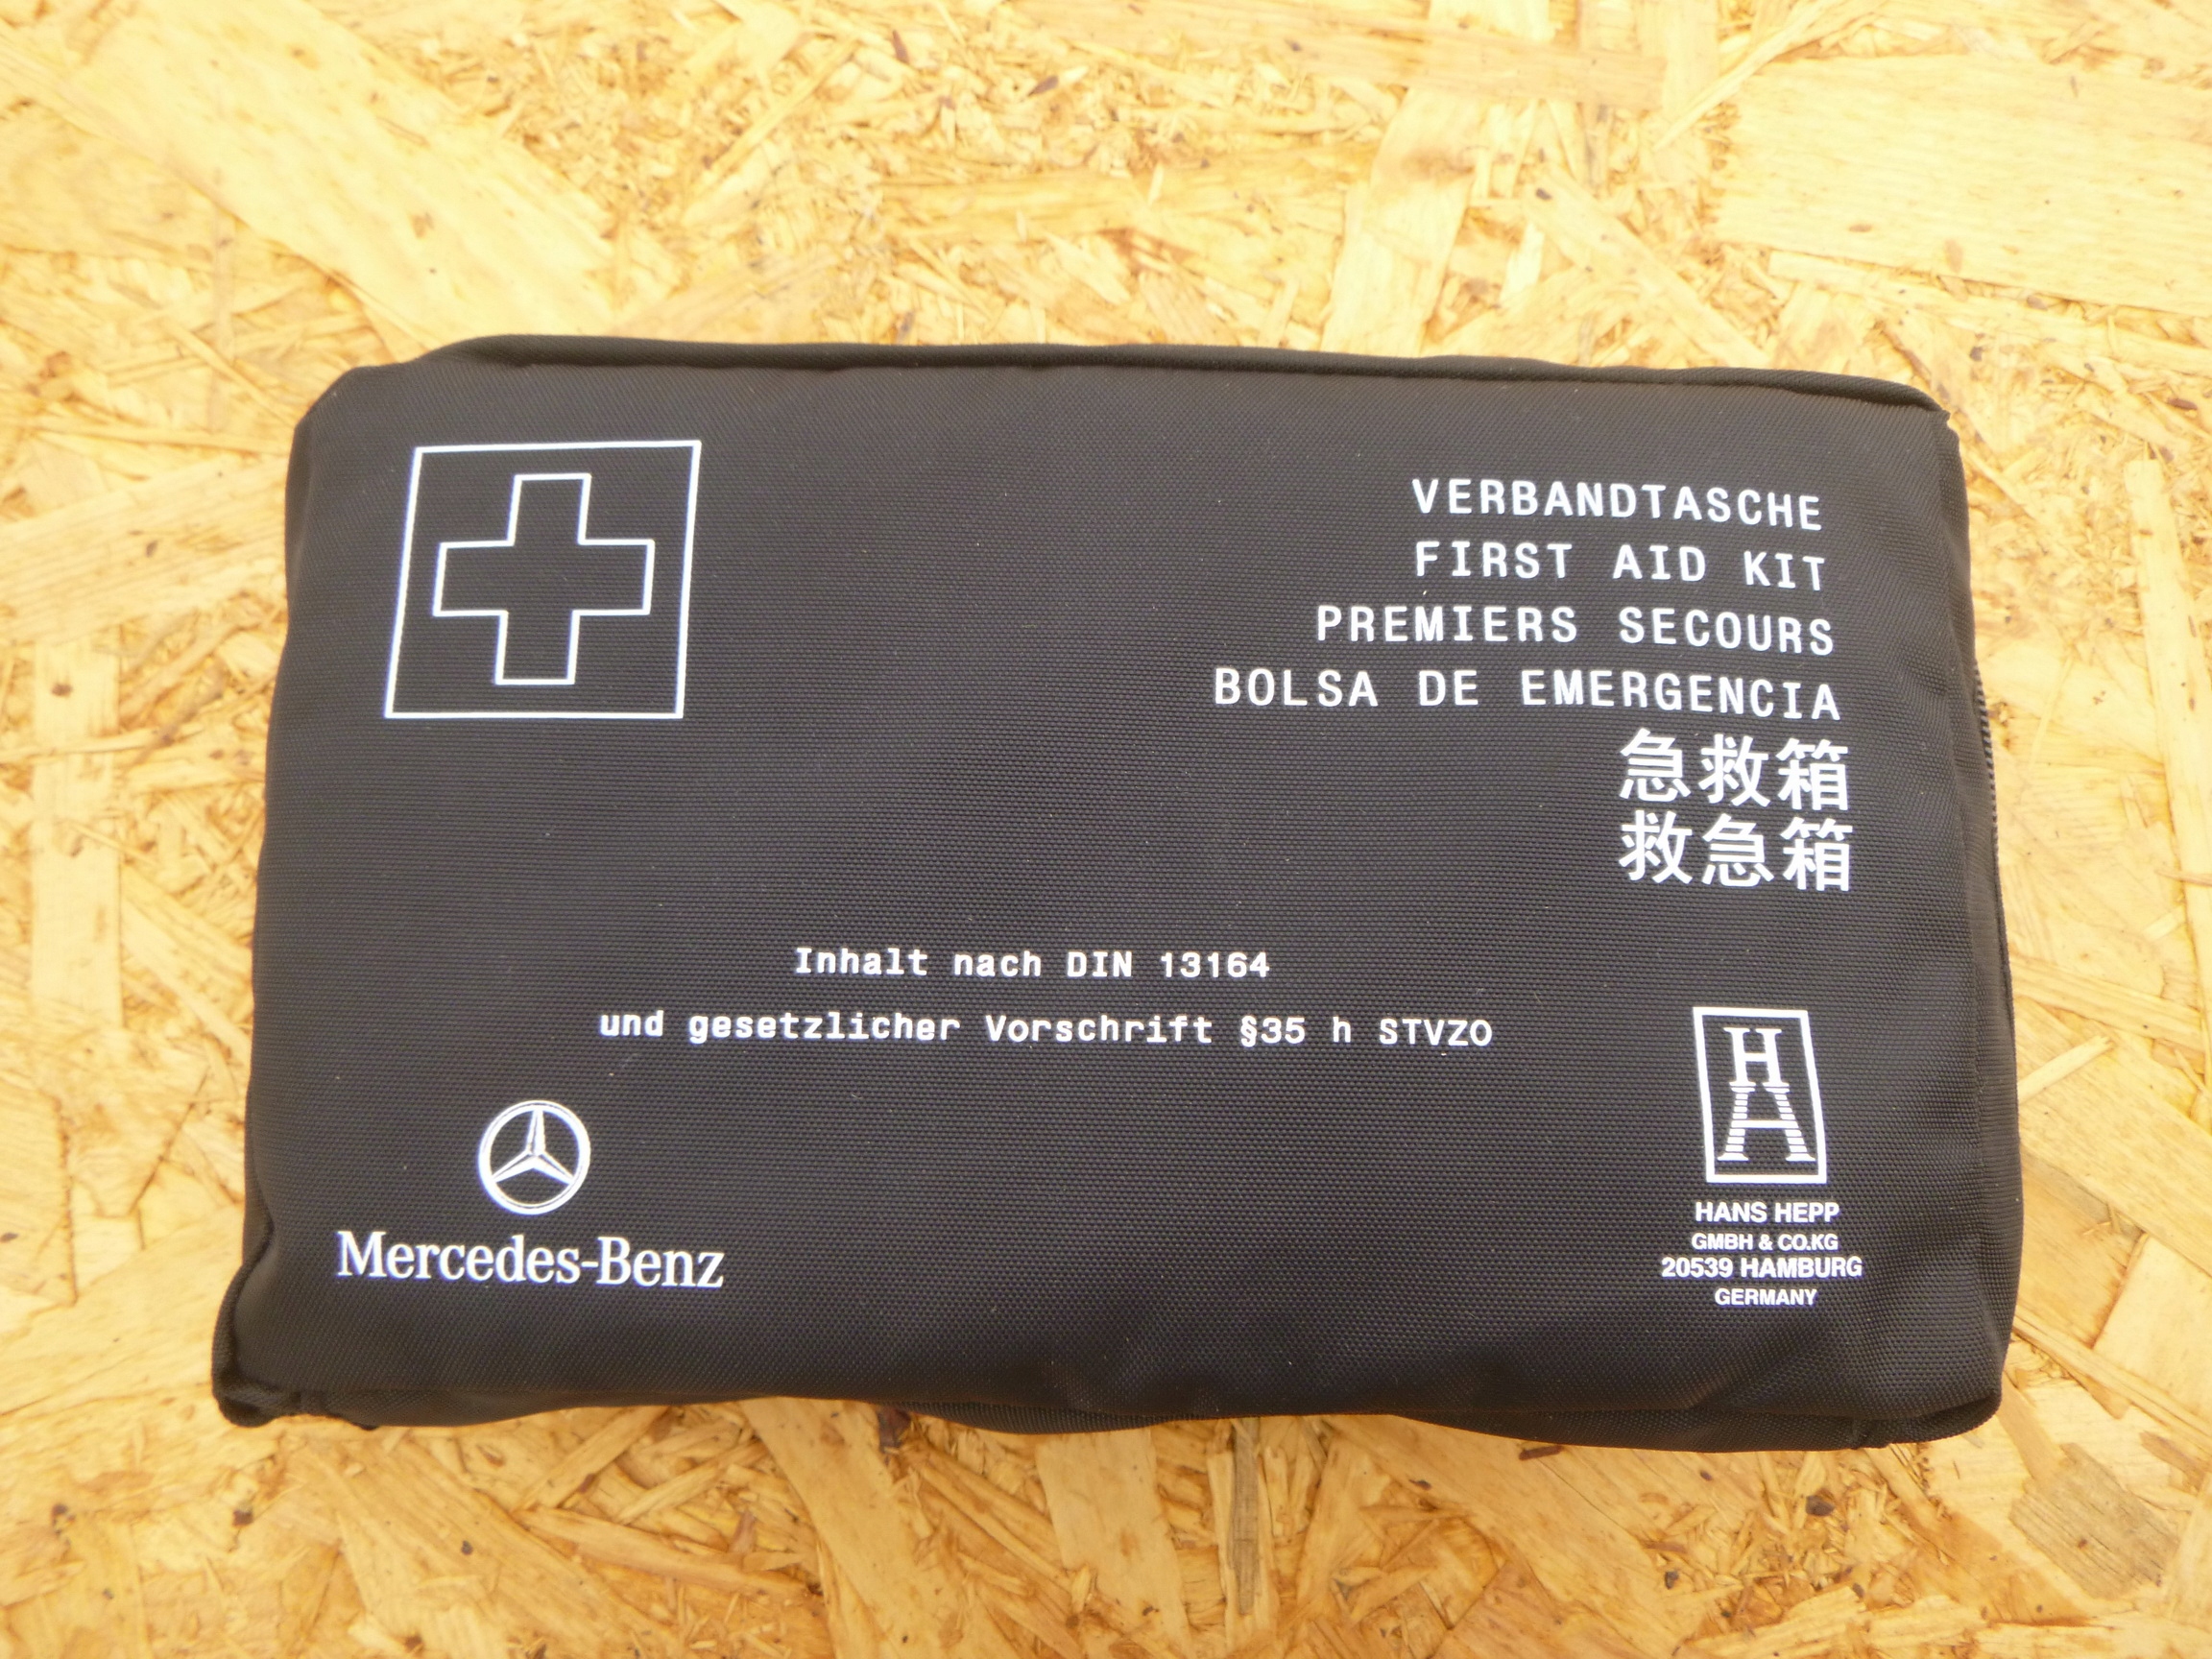 VERBANDTASCHE
FIRST AID KIT
PREMIERS SECOURS
BOLSA DE EMERGENCIA
急救箱
救急箱
Inhalt nach DIN 13164
und gesetzlicher Vorschrift §35 h STVZO
Mercedes-Benz
HA
HANS HEPP
GMBH & CO.KG
20539 HAMBURG
GERMANY